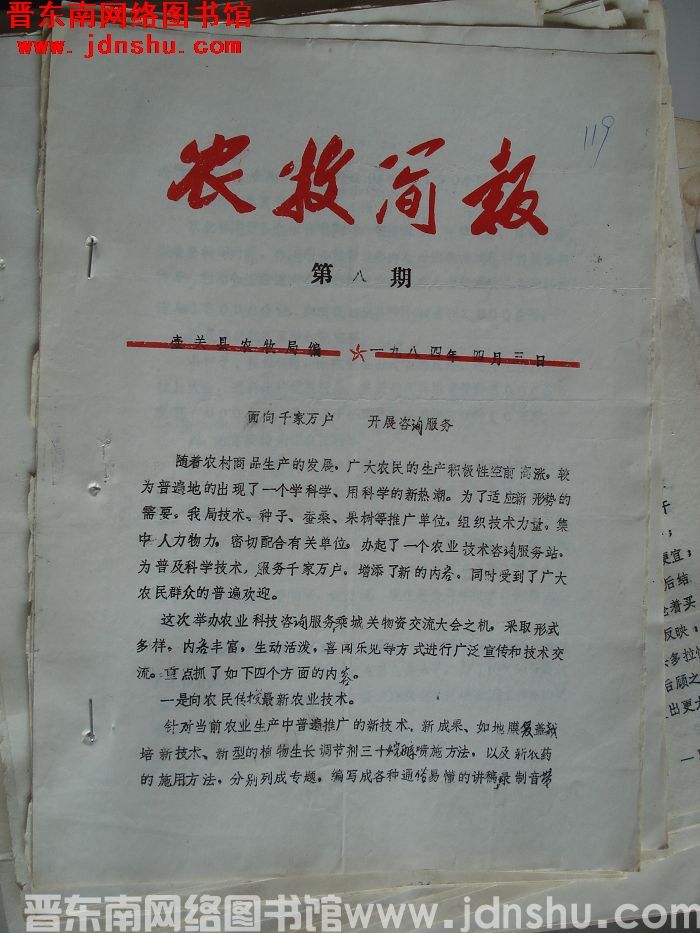 晋东南网络图书馆
www.jdnshu.com
119
农牧简报
第八期
壶关县农牧局编 一九八四年四月三日
面向千家万户 开展咨询服务
随着农村商品生产的发展，广大农民的生产积极性空前高涨，较
为普遍地的出现了一个学科学、用科学的新热潮。为了适应新形势的
需要，我局技术、种子、蚕桑、果树等推广单位，组织技术力量，集
中人力物力，密切配合有关单位，办起了一个农业技术咨询服务站，
为普及科学技术，服务千家万户，增添了新的内容，同时受到了广大
农民群众的普遍欢迎。
这次举办农业科技咨询服务乘城关物资交流大会之机，采取形式
多样，内容丰富，生动活泼，喜闻乐见等方式进行广泛宣传和技术交
流。重点抓了如下四个方面的内容。
一是向农民传授最新农业技术。
针对当前农业生产中普遍推广的新技术，新成果、如地膜复盖栽
培新技术、新型的植物生长调节剂三十烷醇喷施方法，以及新农药
的施用方法，分别列成专题，编写成各种通俗易懂的讲稿录制音带
便宜；
后结
着买
反映：
多拉
后顾之
出更
晋东南网络图书馆 www.jdnshu.com